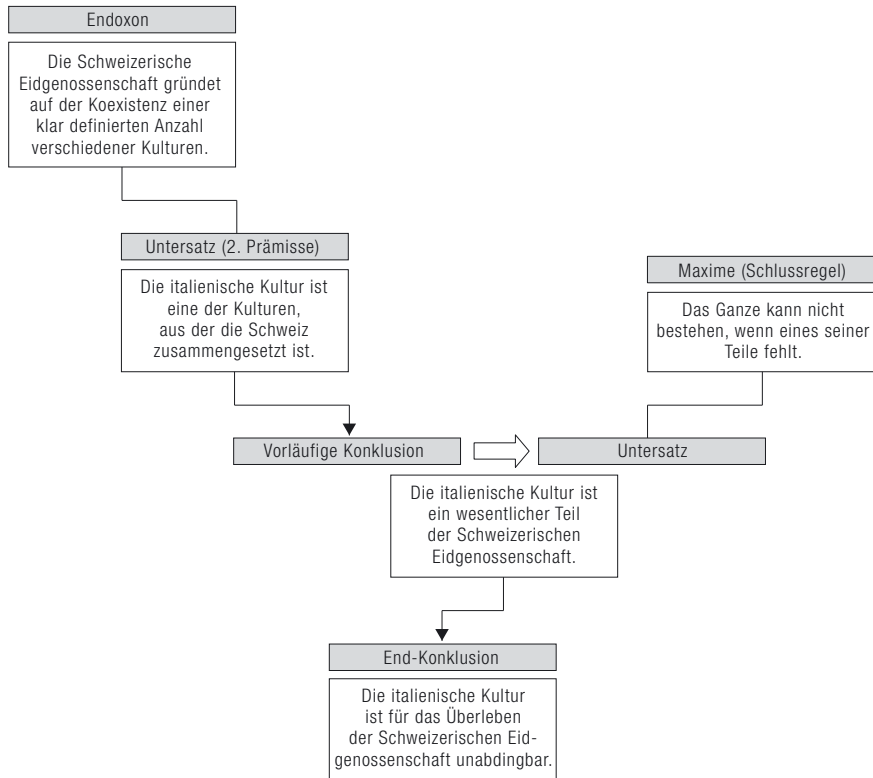 Endoxon
Die Schweizerische
Eidgenossenschaft gründet
auf der Koexistenz einer
klar definierten Anzahl
verschiedener Kulturen.
Untersatz (2. Prämisse)
Die italienische Kultur ist
eine der Kulturen,
aus der die Schweiz
zusammengesetzt ist.
Maxime (Schlussregel)
Das Ganze kann nicht
bestehen, wenn eines seiner
Teile fehlt.
Vorläufige Konklusion
Untersatz
Die italienische Kultur ist
ein wesentlicher Teil
der Schweizerischen
Eidgenossenschaft.
End-Konklusion
Die italienische Kultur
ist für das Überleben
der Schweizerischen Eid-
genossenschaft unabdingbar.